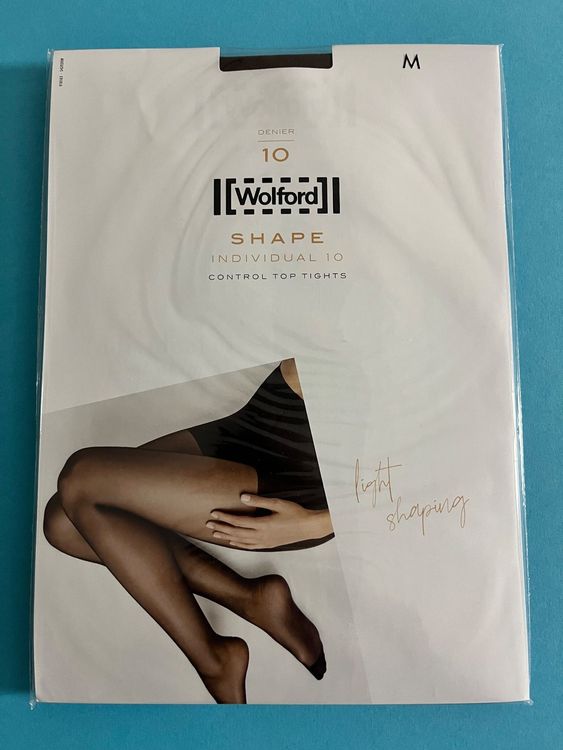 M
DENIER
10
Wolford
SHAPE
INDIVIDUAL 10
CONTROL TOP TIGHTS
light
shaping